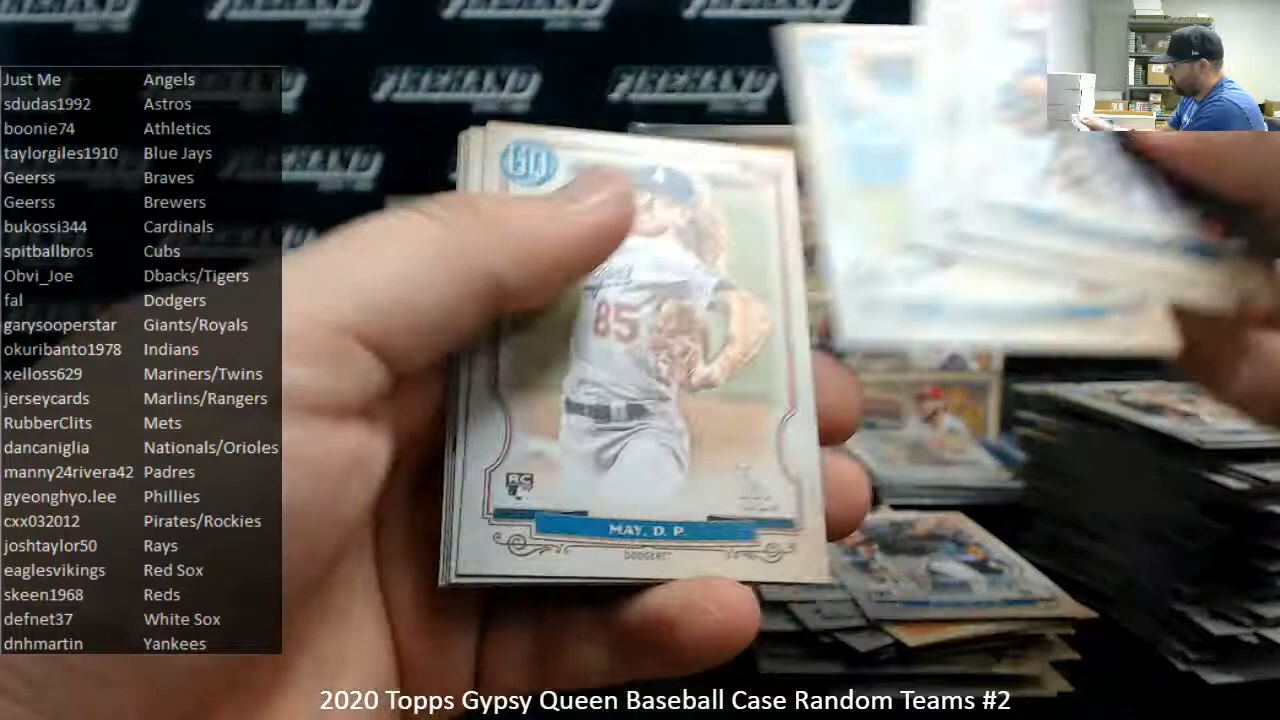 FIREHAND
FIREHAND
FIREHAND
Just Me Angels
sdudas1992 Astros
boonie74 Athletics
taylorgiles1910 Blue Jays
Geerss Braves
Geerss Brewers
bukossi344 Cardinals
spitballbros Cubs
Obvi_Joe Dbacks/Tigers
fal Dodgers
garysooperstar Giants/Royals
okuribanto1978 Indians
xelloss629 Mariners/Twins
jerseycards Marlins/Rangers
RubberClits Mets
dancaniglia Nationals/Orioles
manny24rivera42 Padres
gyeonghyo.lee Phillies
cxx032012 Pirates/Rockies
joshtaylor50 Rays
eaglesvikings Red Sox
skeen1968 Reds
defnet37 White Sox
dnhmartin Yankees
GQ
85
RC
MAY, D. P.
DODGERS
2020 Topps Gypsy Queen Baseball Case Random Teams #2